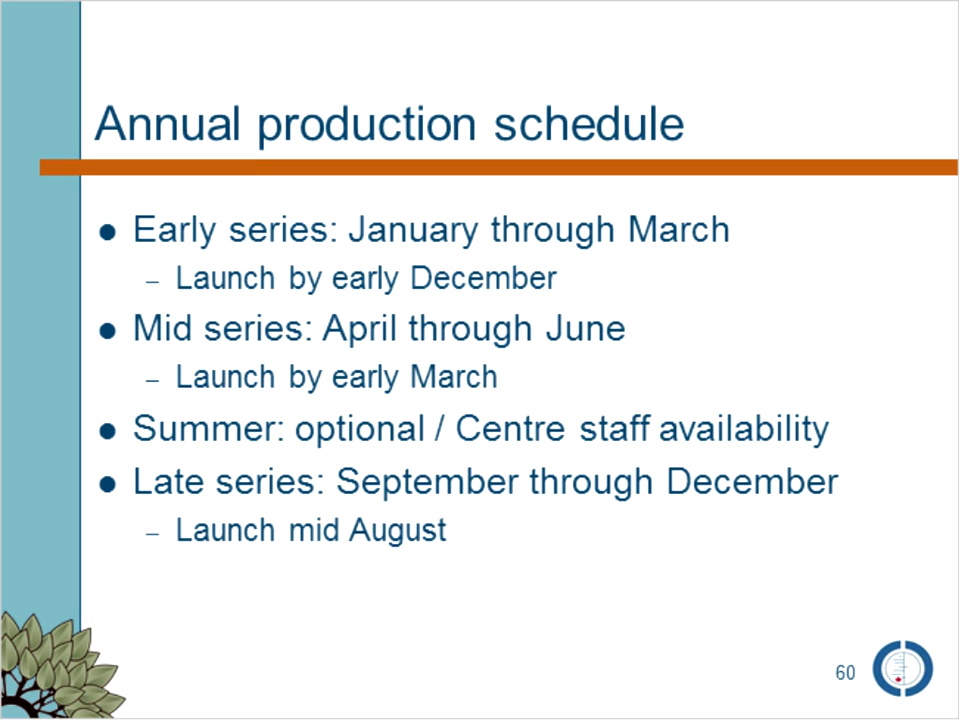 Annual production schedule
● Early series: January through March
– Launch by early December
● Mid series: April through June
– Launch by early March
● Summer: optional / Centre staff availability
● Late series: September through December
– Launch mid August
60